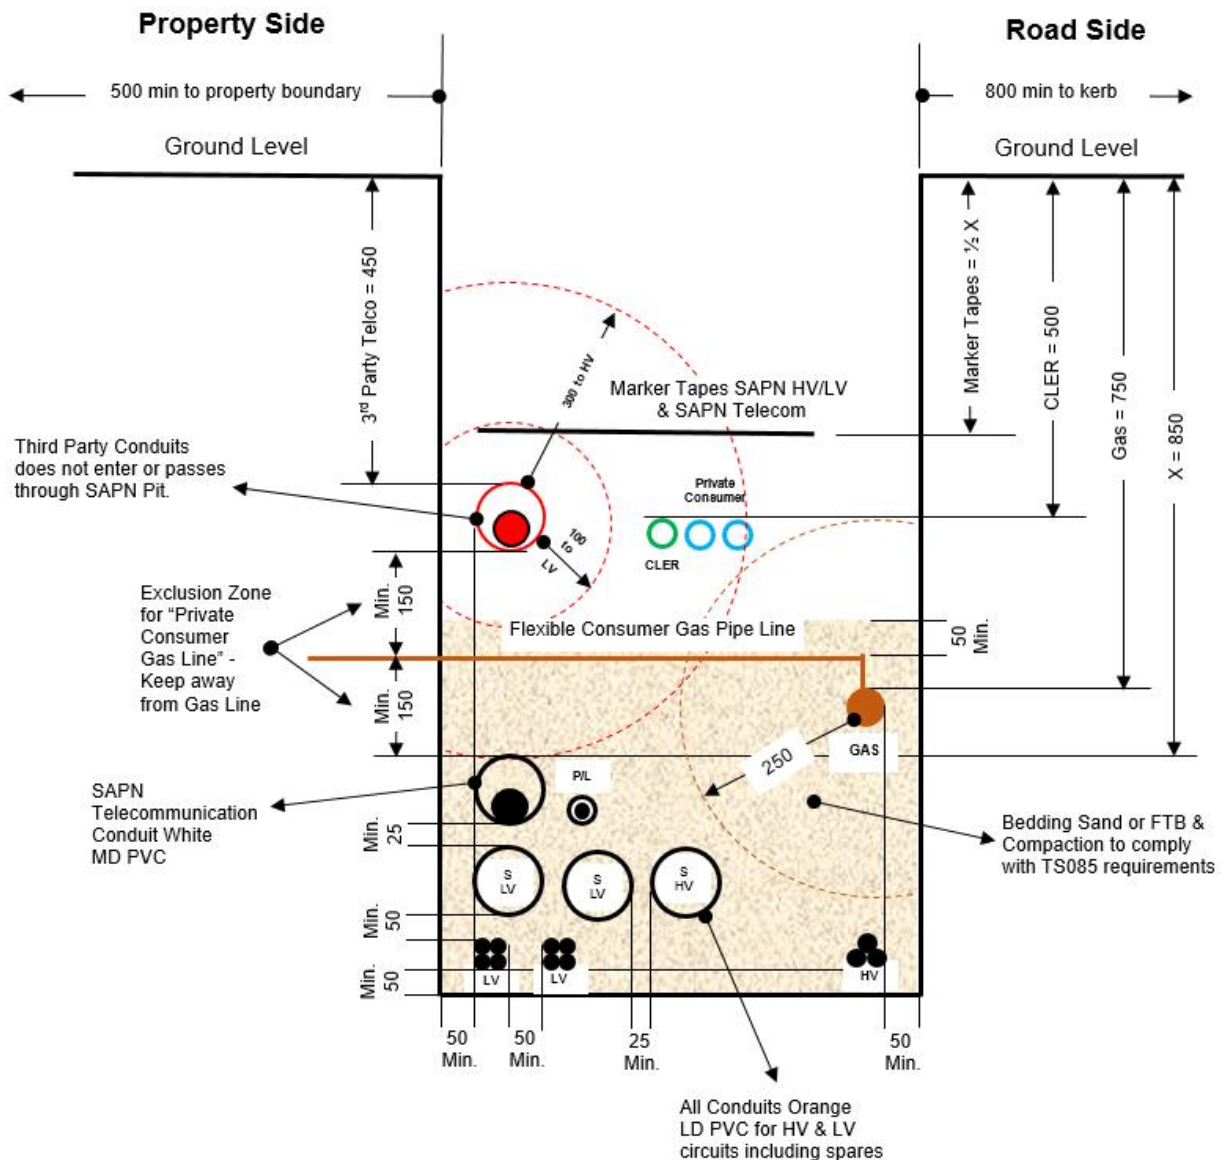 Property Side
Road Side
500 min to property boundary
800 min to kerb
Ground Level
Ground Level
3rd Party Telco = 450
300 to HV
Marker Tapes SAPN HV/LV
& SAPN Telecom
Marker Tapes = ½ X
CLER = 500
Gas = 750
X = 850
Third Party Conduits
does not enter or passes
through SAPN Pit.
Private
Consumer
CLER
100
to
LV
Min.
150
Exclusion Zone
for “Private
Consumer
Gas Line” -
Keep away
from Gas Line
Flexible Consumer Gas Pipe Line
50
Min.
Min.
150
GAS
250
P/L
SAPN
Telecommunication
Conduit White
MD PVC
Min.
25
Bedding Sand or FTB &
Compaction to comply
with TS085 requirements
S
LV
S
LV
S
HV
Min.
50
LV
LV
HV
Min.
50
50
Min.
50
Min.
25
Min.
50
Min.
All Conduits Orange
LD PVC for HV & LV
circuits including spares